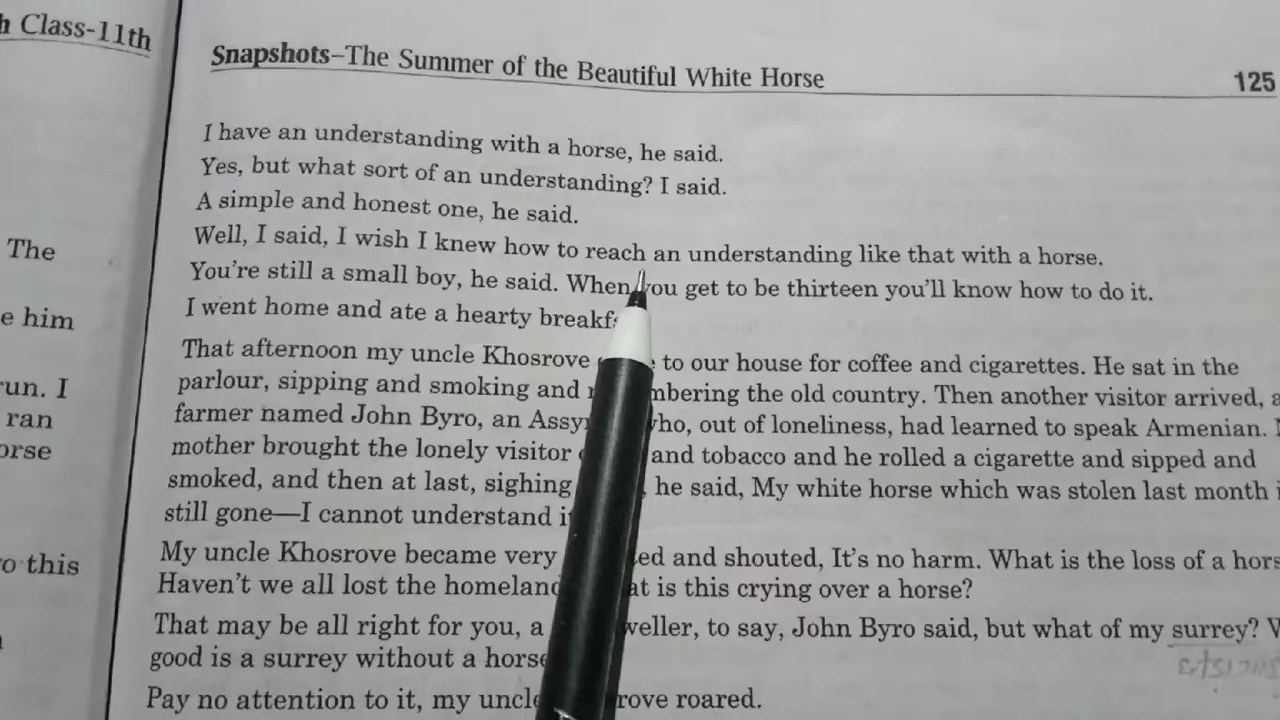 h Class-11th
The
e him
run. I
ran
orse
o this
Snapshots–The Summer of the Beautiful White Horse
125
I have an understanding with a horse, he said.
Yes, but what sort of an understanding? I said.
A simple and honest one, he said.
Well, I said, I wish I knew how to reach an understanding like that with a horse.
You're still a small boy, he said. When you get to be thirteen you'll know how to do it.
I went home and ate a hearty breakf
That afternoon my uncle Khosrove to our house for coffee and cigarettes. He sat in the
parlour, sipping and smoking and mbering the old country. Then another visitor arrived, a
farmer named John Byro, an Assy who, out of loneliness, had learned to speak Armenian.
mother brought the lonely visitor and tobacco and he rolled a cigarette and sipped and
smoked, and then at last, sighing he said, My white horse which was stolen last month i
still gone—I cannot understand i
My uncle Khosrove became very ed and shouted, It's no harm. What is the loss of a hors
Haven't we all lost the homeland at is this crying over a horse?
That may be all right for you, a weller, to say, John Byro said, but what of my surrey? W
good is a surrey without a horse
Pay no attention to it, my uncle rove roared.